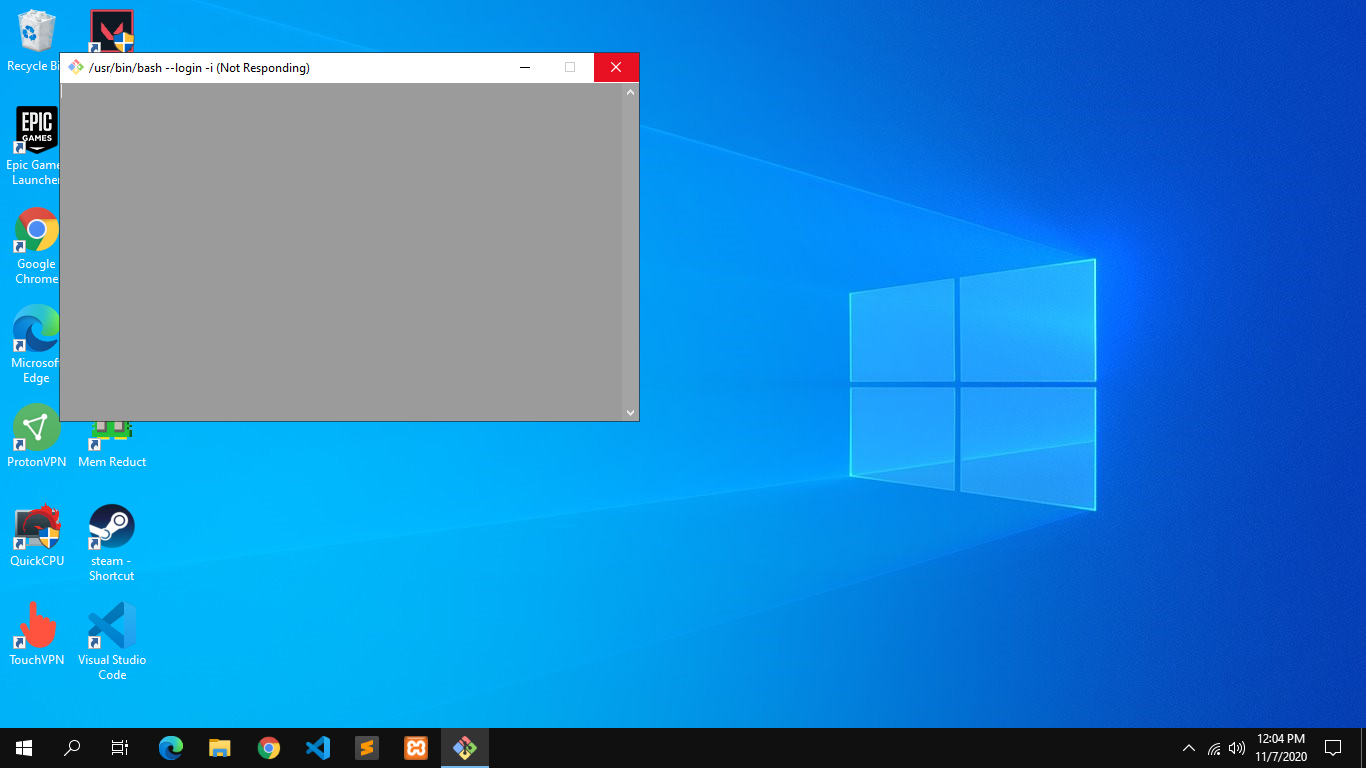 /usr/bin/bash --login -i (Not Responding)
Recycle Bi
EPIC
GAMES
Epic Game
Launcher
Google
Chrome
Microsof
Edge
ProtonVPN
Mem Reduct
QuickCPU
steam -
Shortcut
TouchVPN
Visual Studio
Code
12:04 PM
11/7/2020